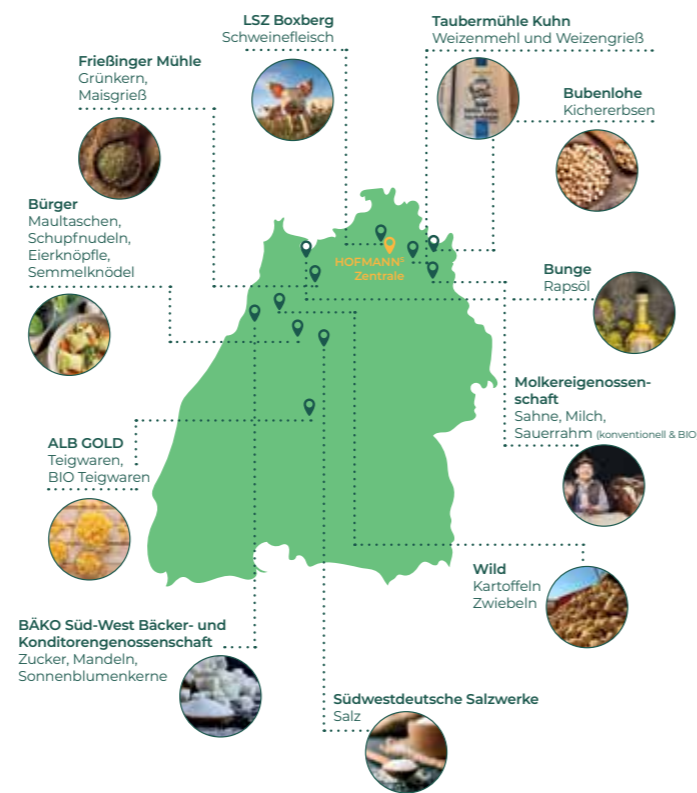 LSZ Boxberg
Schweinefleisch
Taubermühle Kuhn
Weizenmehl und Weizengrieß
Frießinger Mühle
Grünkern,
Maisgrieß
Bubenlohe
Kichererbsen
Bürger
Maultaschen,
Schupfnudeln,
Eierknöpfle,
Semmelknödel
HOFMANNs
Zentrale
Bunge
Rapsöl
Molkereigenossen-
schaft
Sahne, Milch,
Sauerrahm (konventionell & BIO
ALB GOLD
Teigwaren,
BIO Teigwaren
Wild
Kartoffeln
Zwiebeln
BÄKO Süd-West Bäcker- und
Konditorengenossenschaft
Zucker, Mandeln,
Sonnenblumenkerne
Südwestdeutsche Salzwerke
Salz